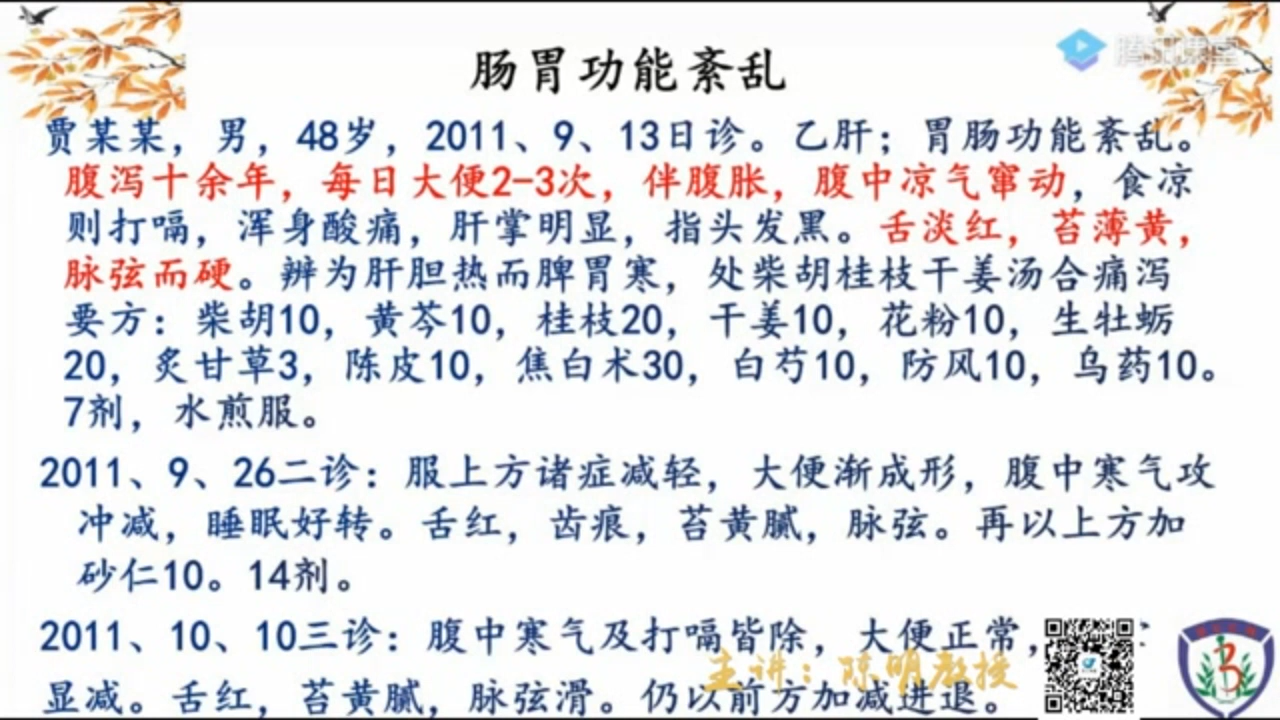 肠胃功能紊乱
腾讯课堂
贾某某，男，48岁，2011、9、13日诊。乙肝；胃肠功能紊乱。
腹泻十余年，每日大便2-3次，伴腹胀，腹中凉气窜动，食凉
则打嗝，浑身酸痛，肝掌明显，指头发黑。舌淡红，苔薄黄，
脉弦而硬。辨为肝胆热而脾胃寒，处柴胡桂枝干姜汤合痛泻
要方：柴胡10，黄芩10，桂枝20，干姜10，花粉10，生牡蛎
20，炙甘草3，陈皮10，焦白术30，白芍10，防风10，乌药10。
7剂，水煎服。
2011、9、26二诊：服上方诸症减轻，大便渐成形，腹中寒气攻
冲减，睡眠好转。舌红，齿痕，苔黄腻，脉弦。再以上方加
砂仁10。14剂。
2011、10、10三诊：腹中寒气及打嗝皆除，大便正常，
显减。舌红，苔黄腻，脉弦滑。仍以前方加减进退。
主讲：陈明教授